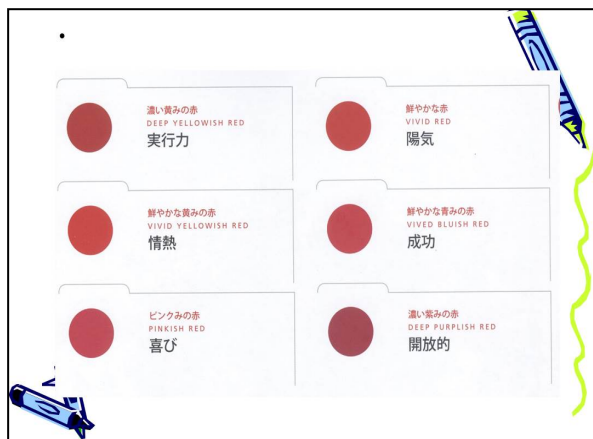 濃い黄みの赤
DEEP YELLOWISH RED
実行力
鮮やかな赤
VIVID RED
陽気
鮮やかな黄みの赤
VIVID YELLOWISH RED
情熱
鮮やかな青みの赤
VIVED BLUISH RED
成功
ピンクみの赤
PINKISH RED
喜び
濃い紫みの赤
DEEP PURPLISH RED
開放的